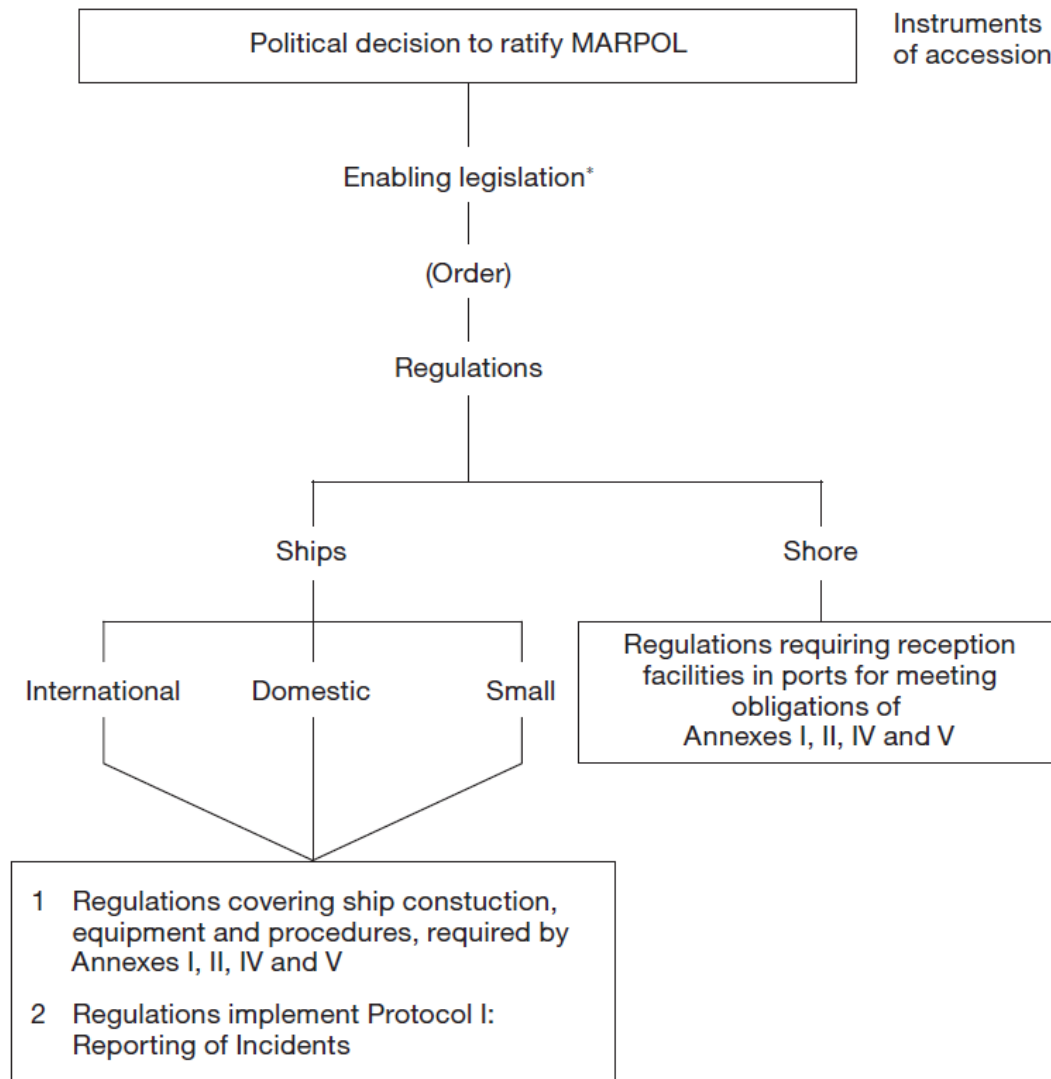 Political decision to ratify MARPOL
Instruments
of accession
Enabling legislation*
(Order)
Regulations
Ships
Shore
International
Domestic
Small
Regulations requiring reception
facilities in ports for meeting
obligations of
Annexes I, II, IV and V
1 Regulations covering ship constuction,
equipment and procedures, required by
Annexes I, II, IV and V
2 Regulations implement Protocol I:
Reporting of Incidents